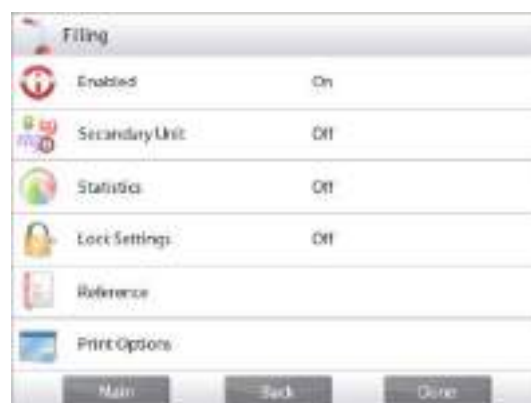 Filling
Enabled On
Secondary Unit Off
Statistics Off
Lock Settings Off
Reference
Print Options
Main Back Done